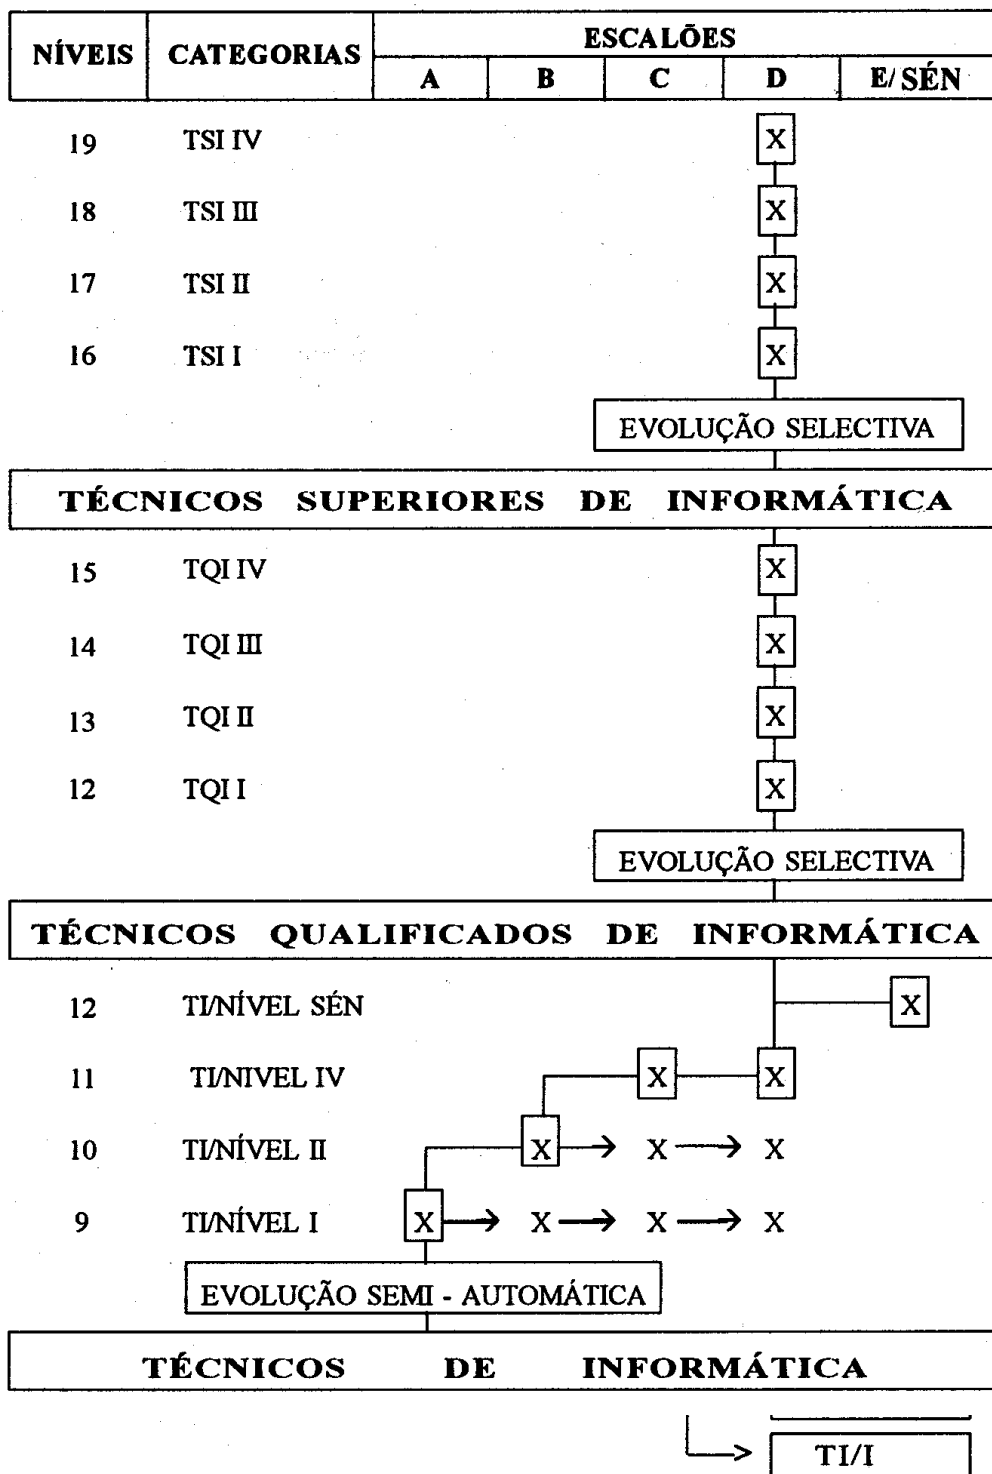 NÍVEIS CATEGORIAS ESCALÕES
A B C D E/SÉN
19 TSI IV X
18 TSI III X
17 TSI II X
16 TSI I X
EVOLUÇÃO SELECTIVA
TÉCNICOS SUPERIORES DE INFORMÁTICA
15 TQI IV X
14 TQI III X
13 TQI II X
12 TQI I X
EVOLUÇÃO SELECTIVA
TÉCNICOS QUALIFICADOS DE INFORMÁTICA
12 TI/NÍVEL SÉN X
11 TI/NIVEL IV X X
10 TI/NÍVEL II X X X
9 TI/NÍVEL I X X X X
EVOLUÇÃO SEMI - AUTOMÁTICA
TÉCNICOS DE INFORMÁTICA
TI/I